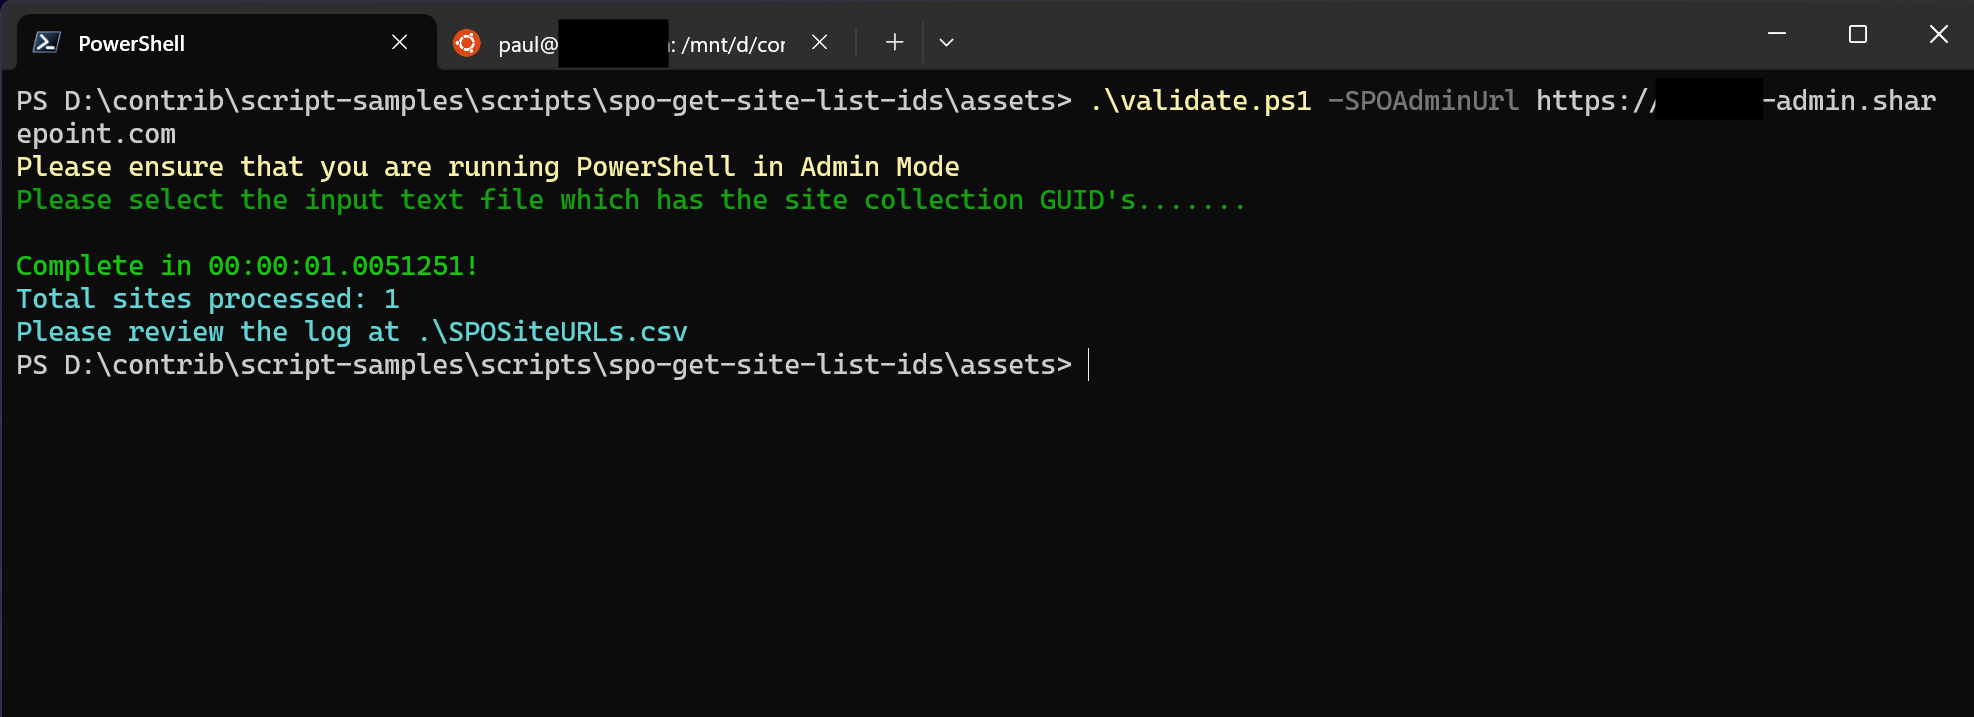 PowerShell
paul@ : /mnt/d/cor
PS D:\contrib\script-samples\scripts\spo-get-site-list-ids\assets> .\validate.ps1 -SPOAdminUrl https:// -admin.shar
epoint.com
Please ensure that you are running PowerShell in Admin Mode
Please select the input text file which has the site collection GUID's.......
Complete in 00:00:01.0051251!
Total sites processed: 1
Please review the log at .\SPOSiteURLs.csv
PS D:\contrib\script-samples\scripts\spo-get-site-list-ids\assets>